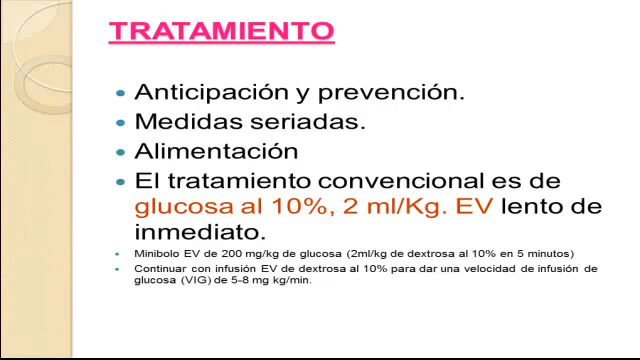 TRATAMIENTO
• Anticipación y prevención.
• Medidas seriadas.
• Alimentación
• El tratamiento convencional es de
glucosa al 10%, 2 ml/Kg. EV lento de
inmediato.
• Minibolo EV de 200 mg/kg de glucosa (2ml/kg de dextrosa al 10% en 5 minutos)
• Continuar con infusión EV de dextrosa al 10% para dar una velocidad de infusión de
glucosa (VIG) de 5-8 mg kg/min.